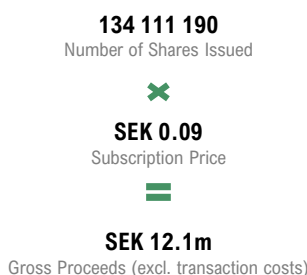 134 111 190
Number of Shares Issued
×
SEK 0.09
Subscription Price
=
SEK 12.1m
Gross Proceeds (excl. transaction costs)